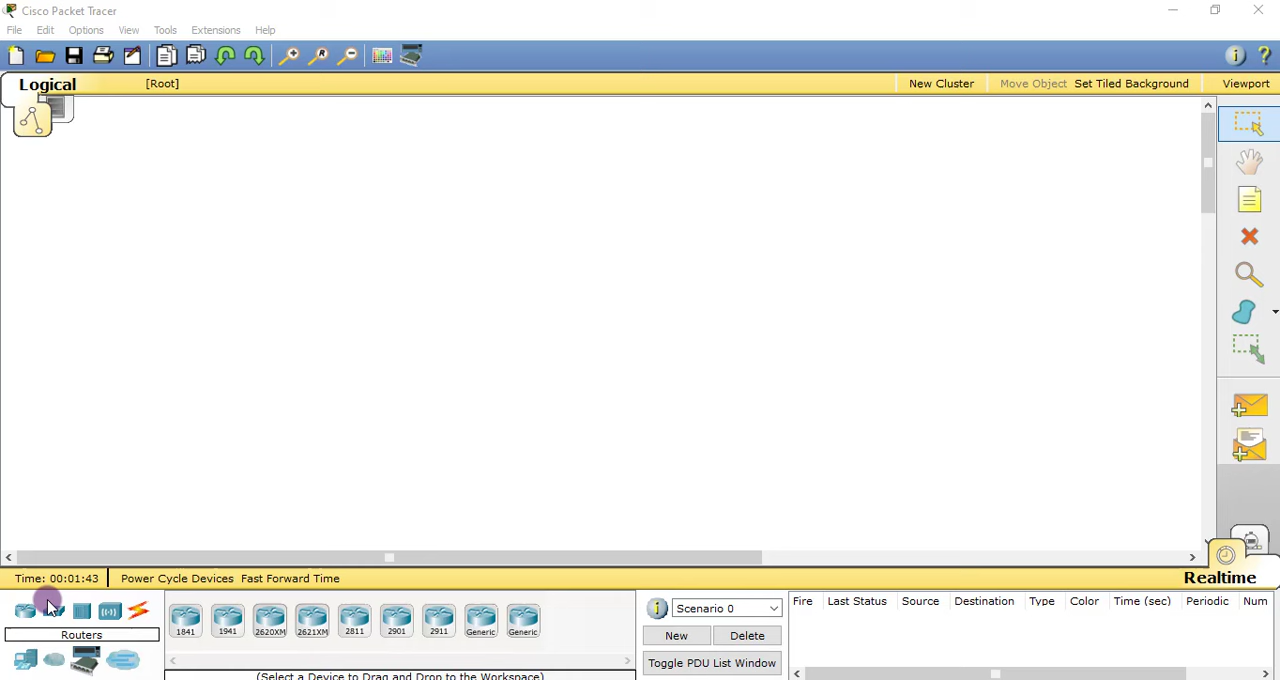 Cisco Packet Tracer
File Edit Options View Tools Extensions Help
Logical [Root] New Cluster Move Object Set Tiled Background Viewport
Time: 00:01:43 Power Cycle Devices Fast Forward Time Realtime
Routers
1841 1941 2620XM 2621XM 2811 2901 2911 Generic Generic
(Select a Device to Drag and Drop to the Workspace)
Scenario 0
New Delete
Toggle PDU List Window
Fire Last Status Source Destination Type Color Time (sec) Periodic Num